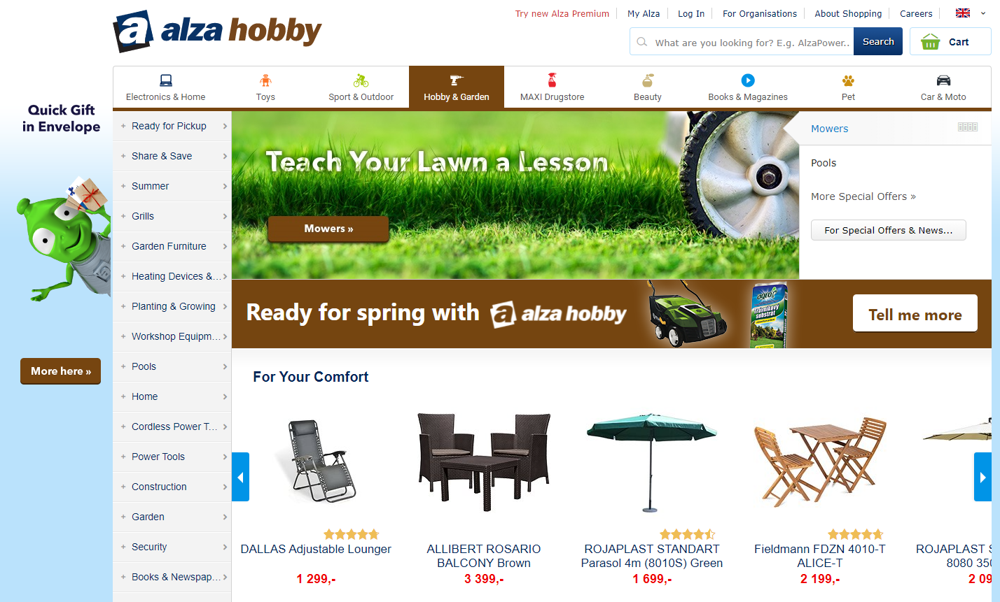 alza hobby
Try new Alza Premium
My Alza
Log In
For Organisations
About Shopping
Careers
What are you looking for? E.g. AlzaPower..
Search
Cart
Electronics & Home
Toys
Sport & Outdoor
Hobby & Garden
MAXI Drugstore
Beauty
Books & Magazines
Pet
Car & Moto
Quick Gift
in Envelope
More here »
Ready for Pickup
Share & Save
Summer
Grills
Garden Furniture
Heating Devices &...
Planting & Growing
Workshop Equipm...
Pools
Home
Cordless Power T...
Power Tools
Construction
Garden
Security
Books & Newspap...
Teach Your Lawn a Lesson
Mowers »
Mowers
Pools
More Special Offers »
For Special Offers & News...
Ready for spring with alza hobby
agro
trávníkový
substrát
Tell me more
For Your Comfort
DALLAS Adjustable Lounger
1 299,-
ALLIBERT ROSARIO
BALCONY Brown
3 399,-
ROJAPLAST STANDART
Parasol 4m (8010S) Green
1 699,-
Fieldmann FDZN 4010-T
ALICE-T
2 199,-
ROJAPLAST S
8080 350
2 09